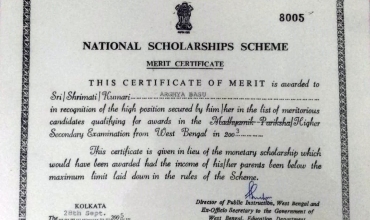 8005
NATIONAL SCHOLARSHIPS SCHEME
MERIT CERTIFICATE
THIS CERTIFICATE OF MERIT is awarded to
Sri/Shrimati/Kumari ARGHYA BASU
in recognition of the high position secured by him/her in the list of meritorious
candidates qualifying for awards in the Madhyamik Pariksha/Higher
Secondary Examination from West Bengal in 200
This certificate is given in lieu of the monetary scholarship which
would have been awarded had the income of his/her parents been below the
maximum limit laid down in the rules of the Scheme.
KOLKATA
Sept. 200
Director of Public Instruction, West Bengal and
Ex-Officio Secretary to the Government of
West Bengal, Education Department